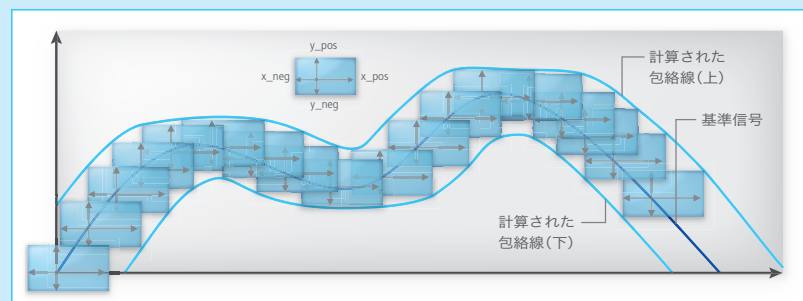 y_pos
x_neg
x_pos
y_neg
計算された
包絡線(上)
基準信号
計算された
包絡線(下)